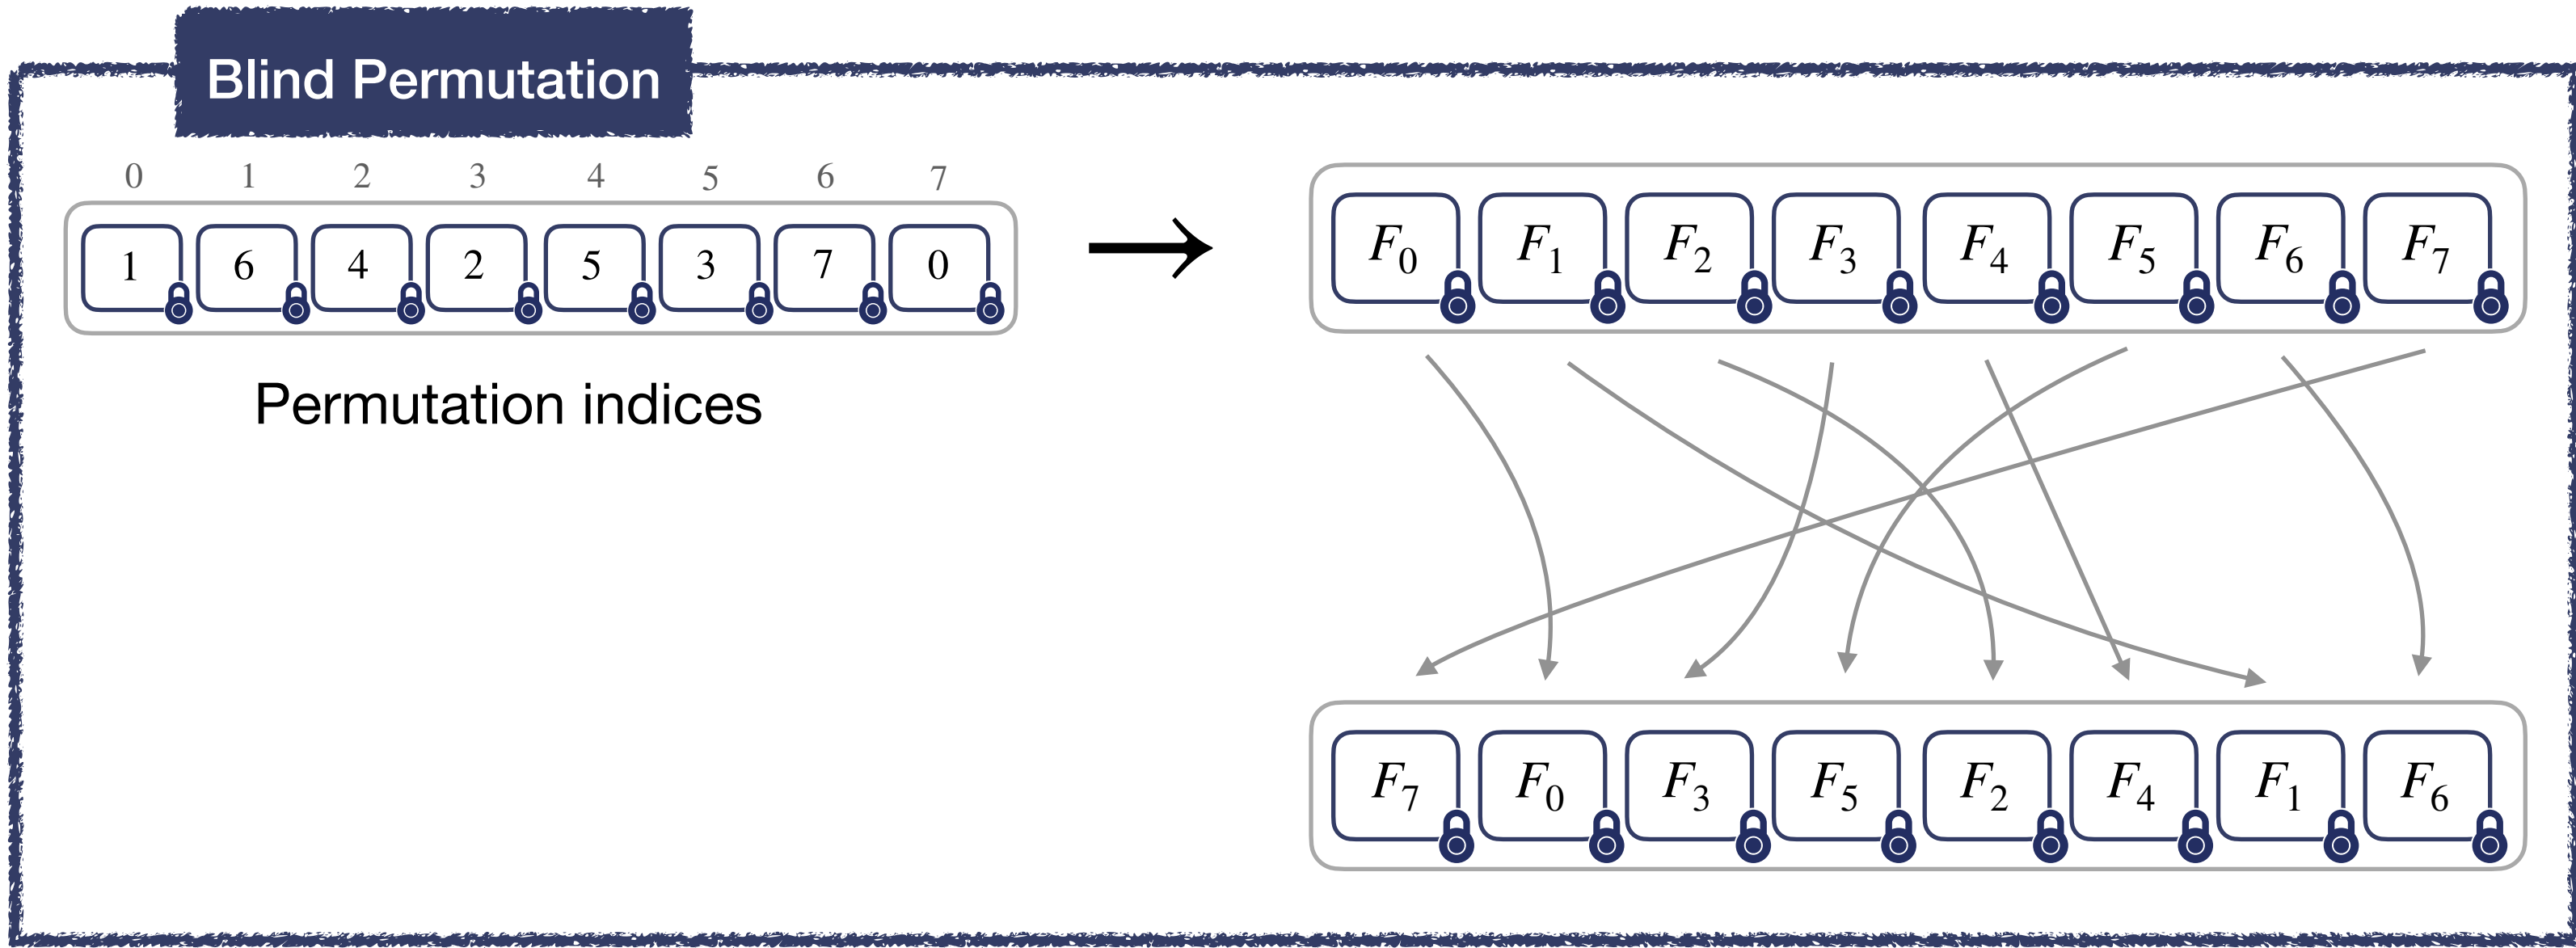 Blind Permutation
0 1 2 3 4 5 6 7
1 6 4 2 5 3 7 0
Permutation indices
F₀ F₁ F₂ F₃ F₄ F₅ F₆ F₇
F₇ F₀ F₃ F₅ F₂ F₄ F₁ F₆